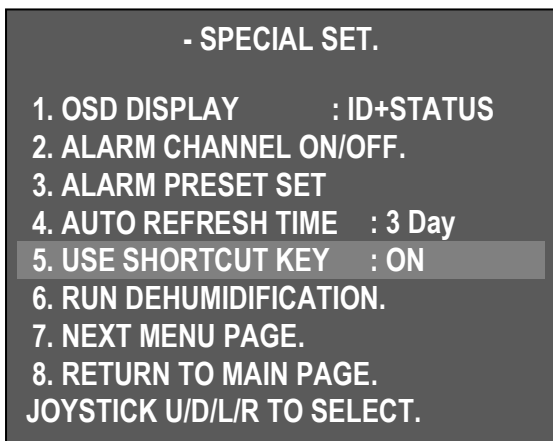 - SPECIAL SET.
1. OSD DISPLAY : ID+STATUS
2. ALARM CHANNEL ON/OFF.
3. ALARM PRESET SET
4. AUTO REFRESH TIME : 3 Day
5. USE SHORTCUT KEY : ON
6. RUN DEHUMIDIFICATION.
7. NEXT MENU PAGE.
8. RETURN TO MAIN PAGE.
JOYSTICK U/D/L/R TO SELECT.